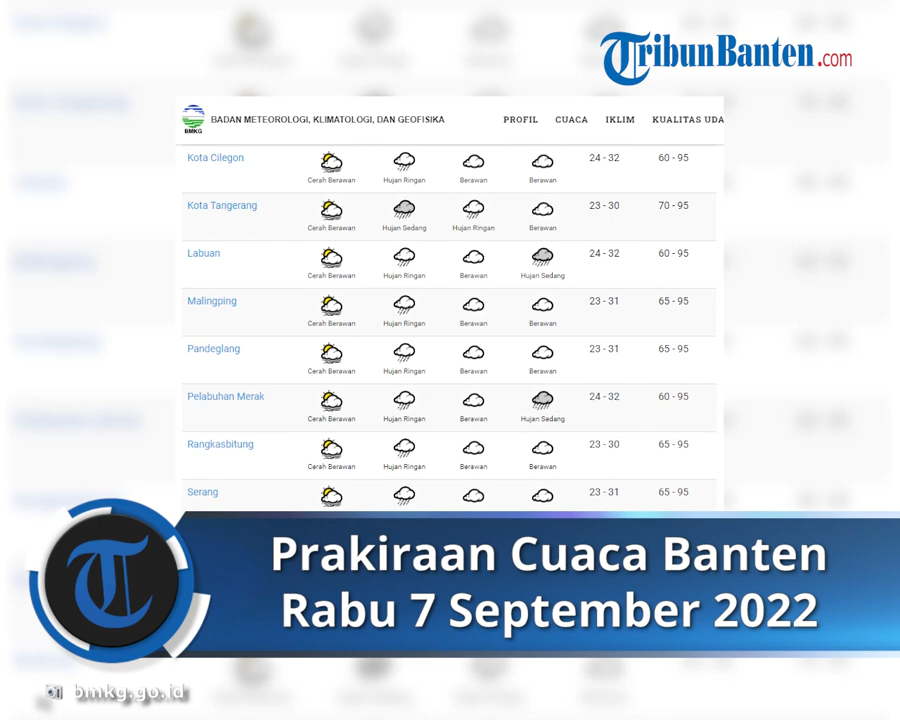 TribunBanten.com
BMKG
BADAN METEOROLOGI, KLIMATOLOGI, DAN GEOFISIKA PROFIL CUACA IKLIM KUALITAS UDA
Kota Cilegon 24 - 32 60 - 95
Cerah Berawan Hujan Ringan Berawan Berawan
Kota Tangerang 23 - 30 70 - 95
Cerah Berawan Hujan Sedang Hujan Ringan Berawan
Labuan 24 - 32 60 - 95
Cerah Berawan Hujan Ringan Berawan Hujan Sedang
Malingping 23 - 31 65 - 95
Cerah Berawan Hujan Ringan Berawan Berawan
Pandeglang 23 - 31 65 - 95
Cerah Berawan Hujan Ringan Berawan Berawan
Pelabuhan Merak 24 - 32 60 - 95
Cerah Berawan Hujan Ringan Berawan Hujan Sedang
Rangkasbitung 23 - 30 65 - 95
Cerah Berawan Hujan Ringan Berawan Berawan
Serang 23 - 31 65 - 95
Prakiraan Cuaca Banten
Rabu 7 September 2022
bmkg.go.id